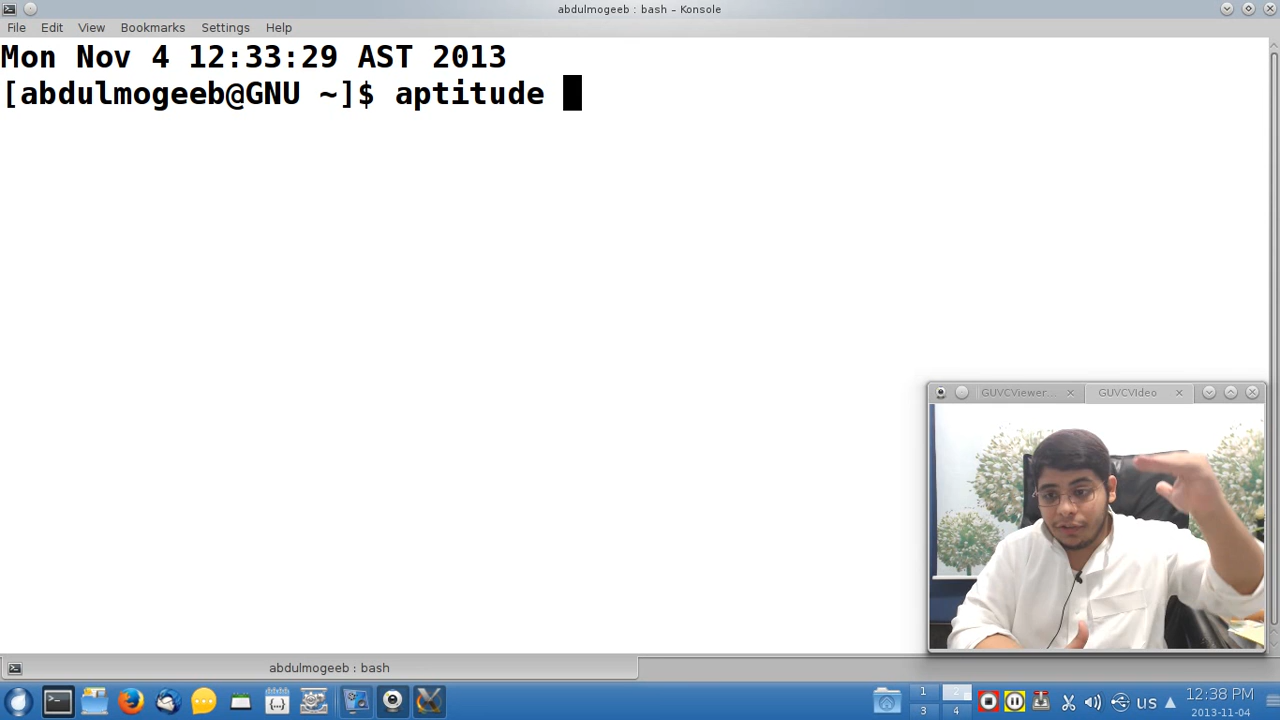 abdulmogeeb : bash – Konsole
File Edit View Bookmarks Settings Help
Mon Nov 4 12:33:29 AST 2013
[abdulmogeeb@GNU ~]$ aptitude
GUVCViewer... GUVCVideo
abdulmogeeb : bash
1 2
3 4
us
12:38 PM
2013-11-04